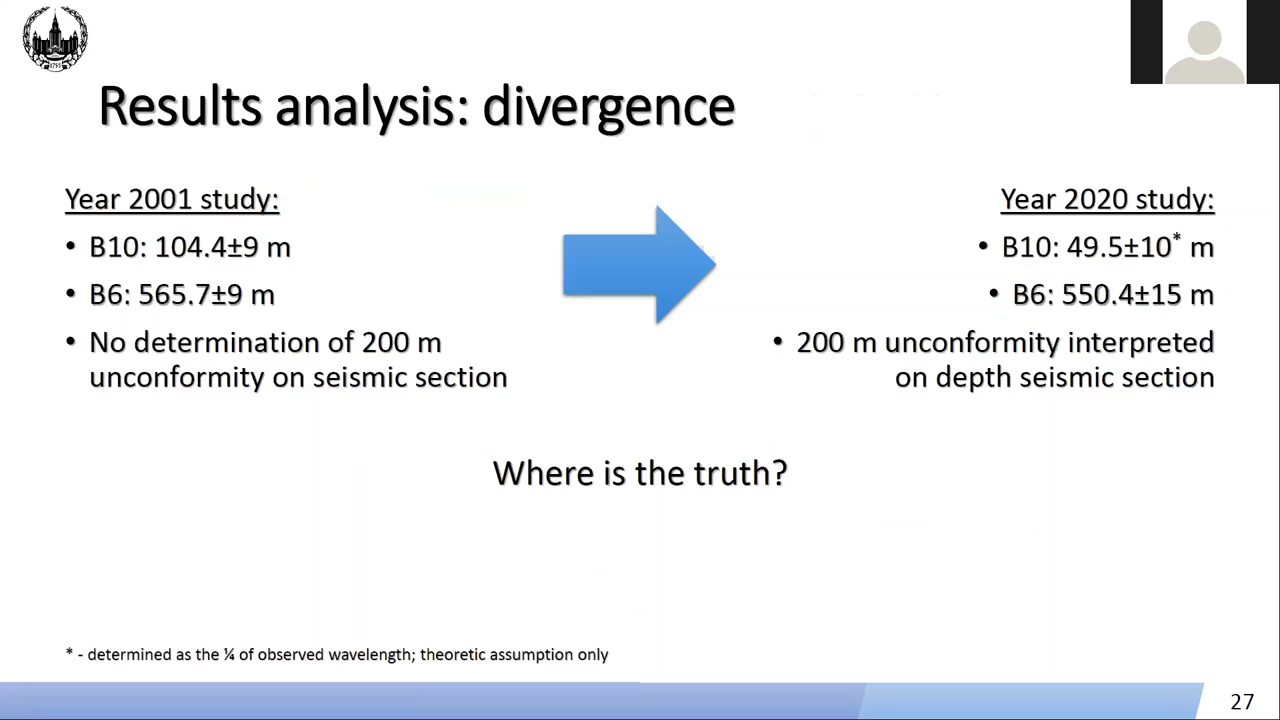 Results analysis: divergence
Year 2001 study:
• B10: 104.4±9 m
• B6: 565.7±9 m
• No determination of 200 m
unconformity on seismic section
Year 2020 study:
• B10: 49.5±10* m
• B6: 550.4±15 m
• 200 m unconformity interpreted
on depth seismic section
Where is the truth?
* - determined as the ¼ of observed wavelength; theoretic assumption only
27
1755